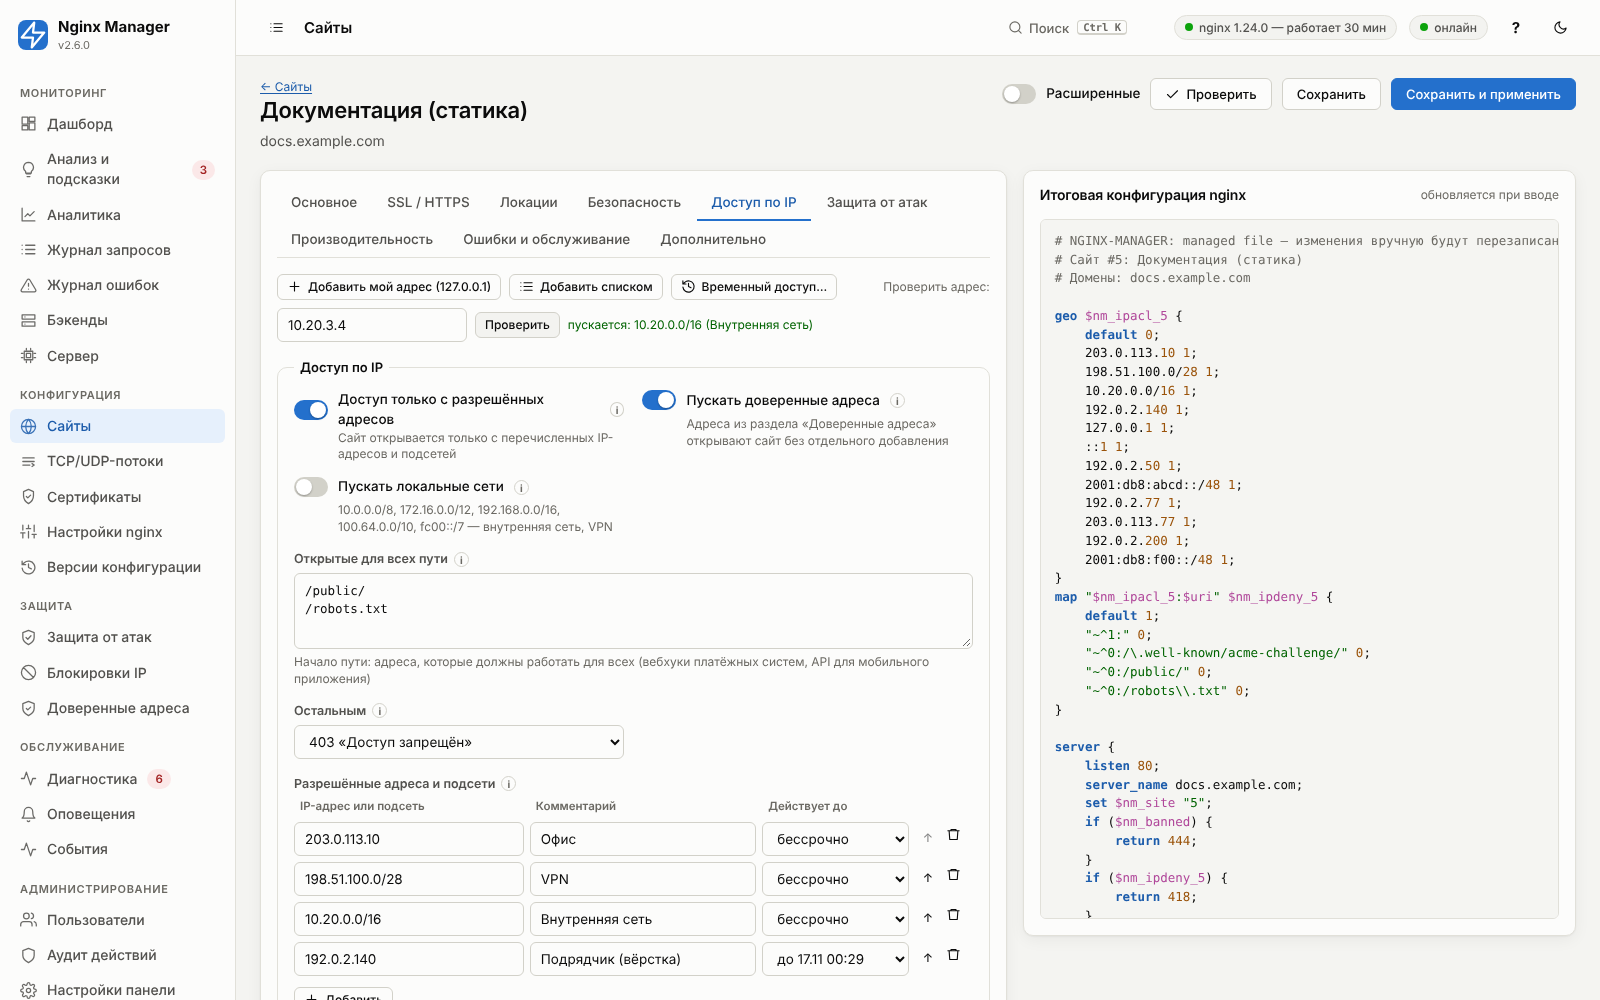 Nginx Manager
v2.6.0
МОНИТОРИНГ
Дашборд
Анализ и
подсказки
3
Аналитика
Журнал запросов
Журнал ошибок
Бэкенды
Сервер
КОНФИГУРАЦИЯ
Сайты
TCP/UDP-потоки
Сертификаты
Настройки nginx
Версии конфигурации
ЗАЩИТА
Защита от атак
Блокировки IP
Доверенные адреса
ОБСЛУЖИВАНИЕ
Диагностика
6
Оповещения
События
АДМИНИСТРИРОВАНИЕ
Пользователи
Аудит действий
Настройки панели
Сайты
Поиск Ctrl K
nginx 1.24.0 — работает 30 мин
онлайн
?
← Сайты
Документация (статика)
docs.example.com
Расширенные
Проверить
Сохранить
Сохранить и применить
Основное SSL / HTTPS Локации Безопасность Доступ по IP Защита от атак
Производительность Ошибки и обслуживание Дополнительно
Добавить мой адрес (127.0.0.1) Добавить списком Временный доступ... Проверить адрес:
10.20.3.4 Проверить пускается: 10.20.0.0/16 (Внутренняя сеть)
Доступ по IP
Доступ только с разрешённых
адресов
Сайт открывается только с перечисленных IP-
адресов и подсетей
Пускать доверенные адреса
Адреса из раздела «Доверенные адреса»
открывают сайт без отдельного добавления
Пускать локальные сети
10.0.0.0/8, 172.16.0.0/12, 192.168.0.0/16,
100.64.0.0/10, fc00::/7 — внутренняя сеть, VPN
Открытые для всех пути
/public/
/robots.txt
Начало пути: адреса, которые должны работать для всех (вебхуки платёжных систем, API для мобильного
приложения)
Остальным
403 «Доступ запрещён»
Разрешённые адреса и подсети
IP-адрес или подсеть Комментарий Действует до
203.0.113.10 Офис бессрочно
198.51.100.0/28 VPN бессрочно
10.20.0.0/16 Внутренняя сеть бессрочно
192.0.2.140 Подрядчик (вёрстка) до 17.11 00:29
+ Добавить
Итоговая конфигурация nginx
обновляется при вводе
# NGINX-MANAGER: managed file — изменения вручную будут перезаписан
# Сайт #5: Документация (статика)
# Домены: docs.example.com
geo $nm_ipacl_5 {
default 0;
203.0.113.10 1;
198.51.100.0/28 1;
10.20.0.0/16 1;
192.0.2.140 1;
127.0.0.1 1;
::1 1;
192.0.2.50 1;
2001:db8:abcd::/48 1;
192.0.2.77 1;
203.0.113.77 1;
192.0.2.200 1;
2001:db8:f00::/48 1;
}
map "$nm_ipacl_5:$uri" $nm_ipdeny_5 {
default 1;
"~^1:" 0;
"~^0:/\.well-known/acme-challenge/" 0;
"~^0:/public/" 0;
"~^0:/robots\\.txt" 0;
}
server {
listen 80;
server_name docs.example.com;
set $nm_site "5";
if ($nm_banned) {
return 444;
}
if ($nm_ipdeny_5) {
return 418;
}